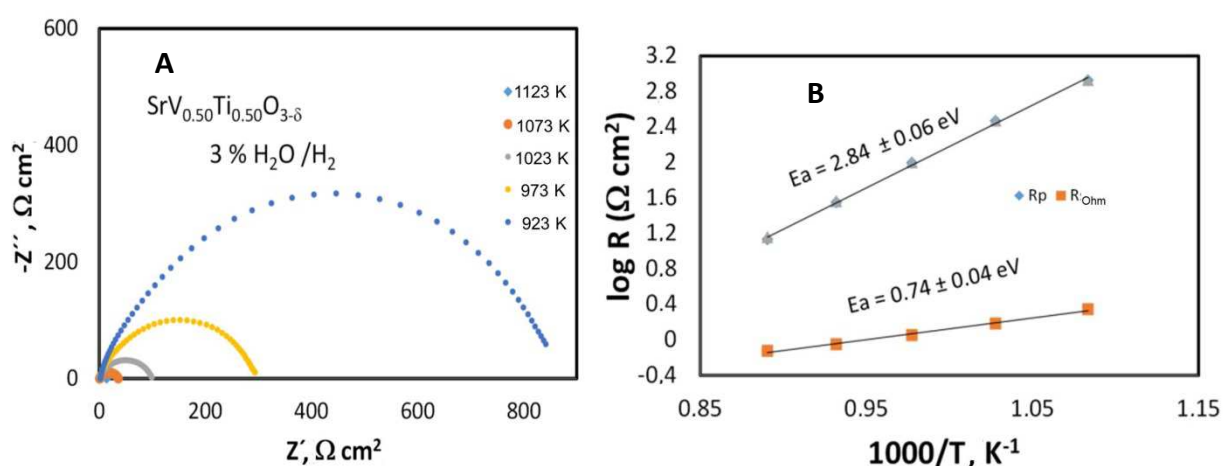 A
SrV0.50Ti0.50O3-δ
3 % H2O /H2
1123 K
1073 K
1023 K
973 K
923 K
600
400
200
0
-Z´´, Ω cm2
0 200 400 600 800
Z´, Ω cm2
B
Ea = 2.84 ± 0.06 eV
Rp R´Ohm
Ea = 0.74 ± 0.04 eV
3.2
2.8
2.4
2
1.6
1.2
0.8
0.4
0
-0,4
log R (Ω cm2)
0.85 0.95 1.05 1.15
1000/T, K-1